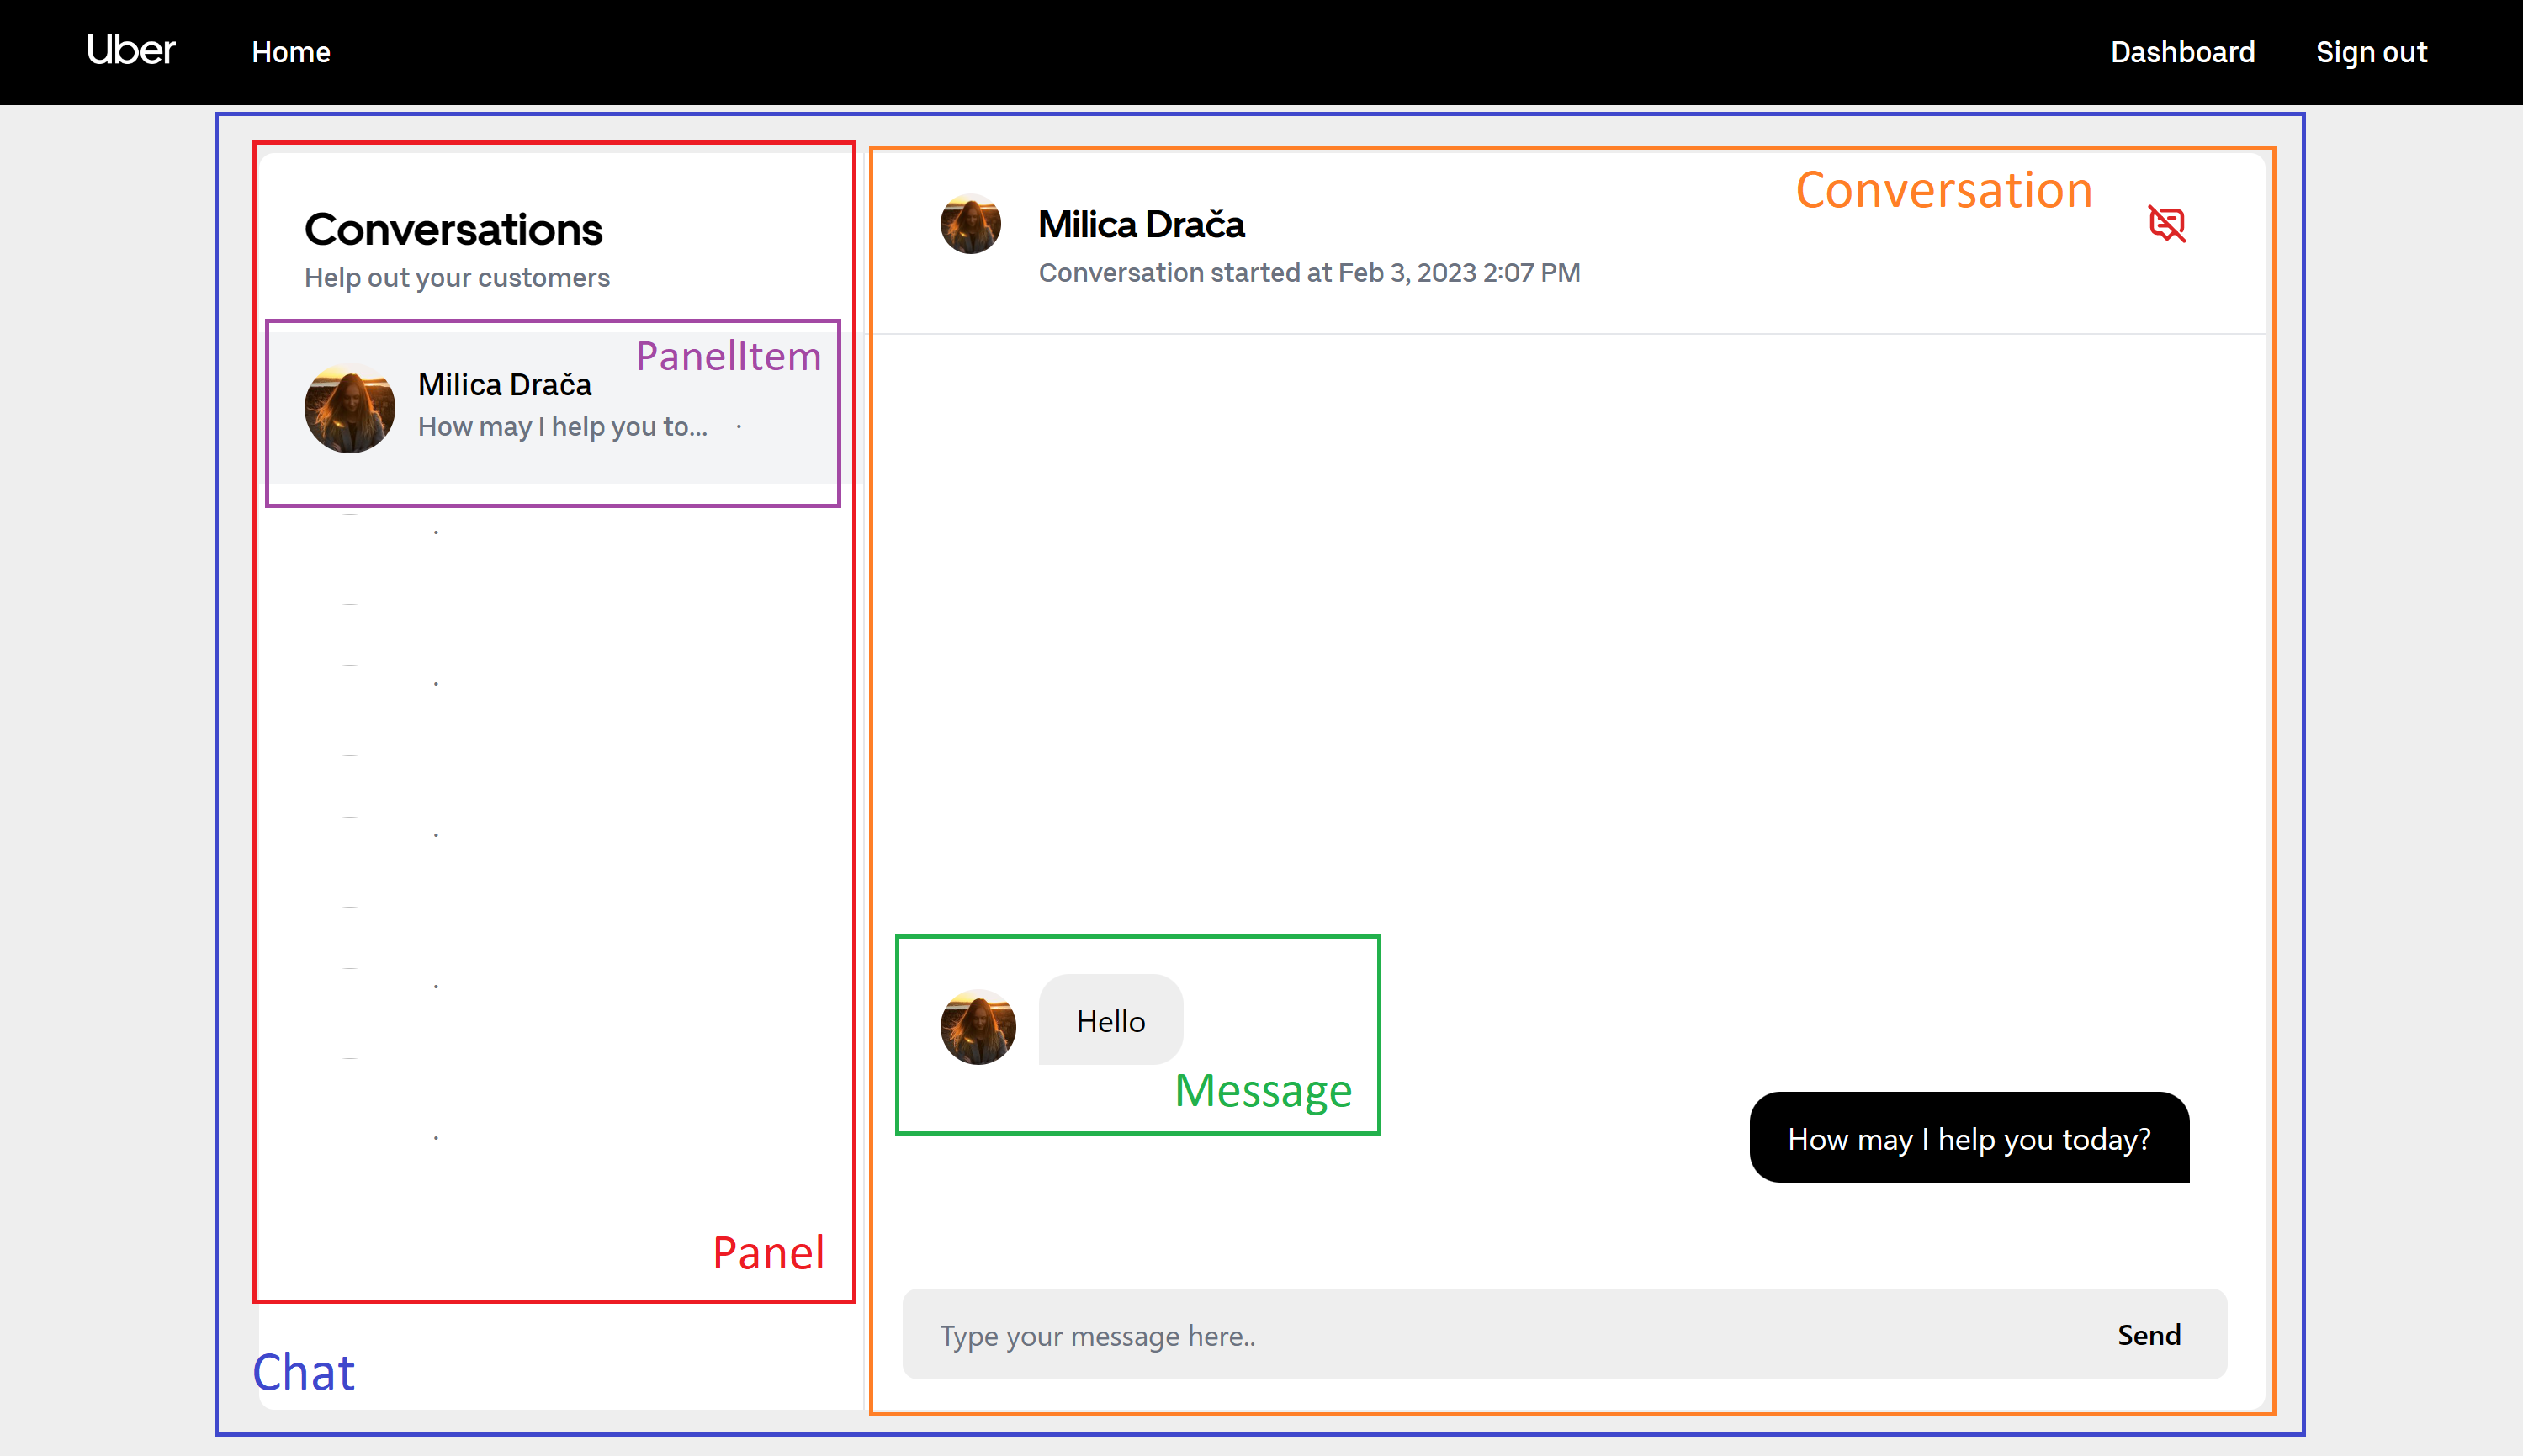 Uber Home Dashboard Sign out
Conversations
Help out your customers
PanelItem
Milica Drača
How may I help you to... ·
·
·
·
·
·
Panel
Chat
Conversation
Milica Drača
Conversation started at Feb 3, 2023 2:07 PM
Hello
Message
How may I help you today?
Type your message here.. Send